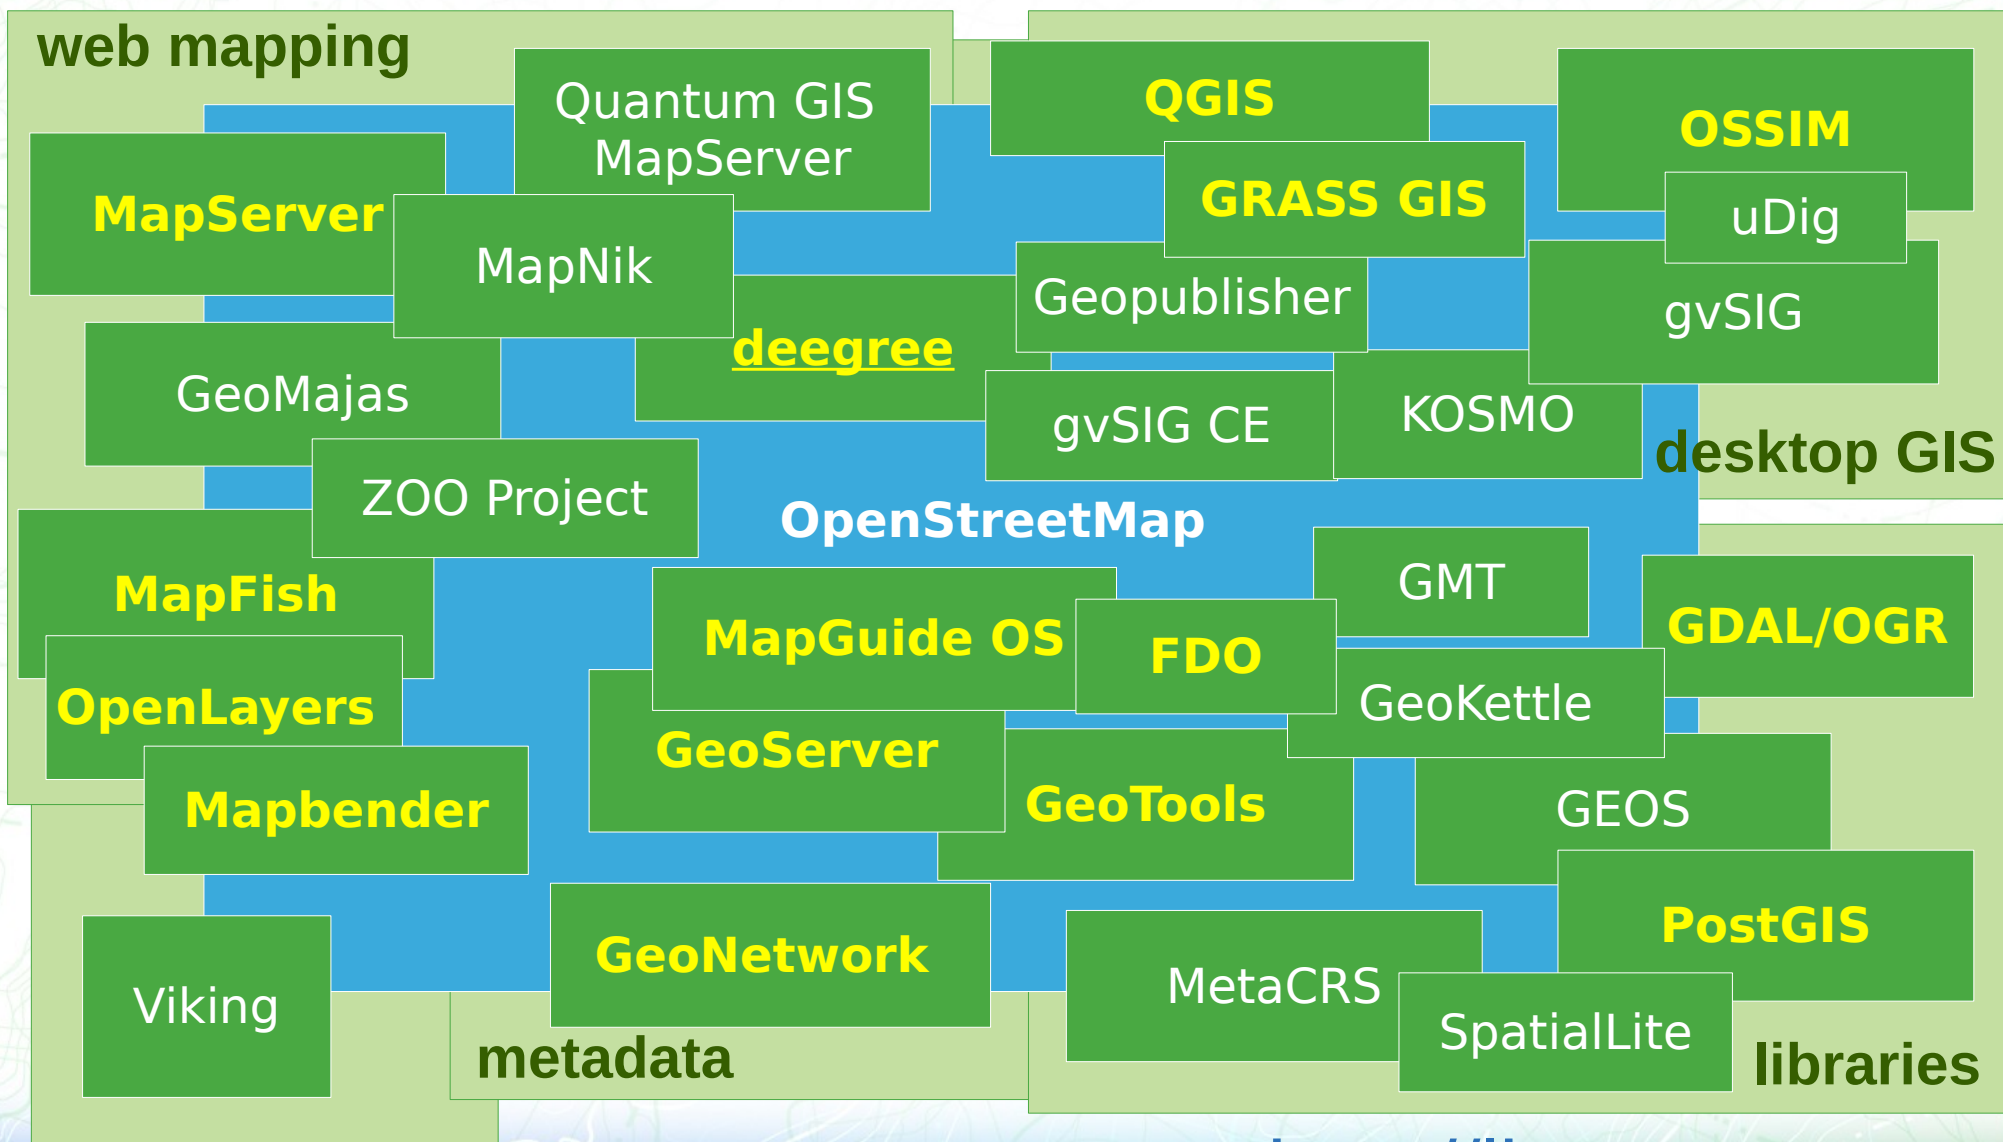 web mapping
Quantum GIS
MapServer
QGIS
OSSIM
MapServer
GRASS GIS
uDig
MapNik
Geopublisher
gvSIG
deegree
GeoMajas
gvSIG CE
KOSMO
desktop GIS
ZOO Project
OpenStreetMap
MapFish
MapGuide OS
FDO
GMT
GDAL/OGR
OpenLayers
GeoServer
GeoKettle
Mapbender
GeoTools
GEOS
GeoNetwork
PostGIS
Viking
MetaCRS
SpatialLite
metadata
libraries